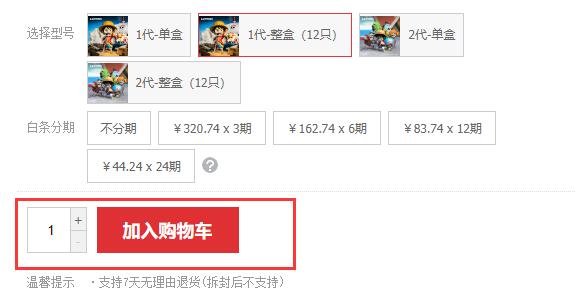 选择型号 1代-单盒 1代-整盒（12只） 2代-单盒
2代-整盒（12只）
白条分期 不分期 ￥320.74 x 3期 ￥162.74 x 6期 ￥83.74 x 12期
￥44.24 x 24期 ?
1 + - 加入购物车
温馨提示 ·支持7天无理由退货(拆封后不支持)